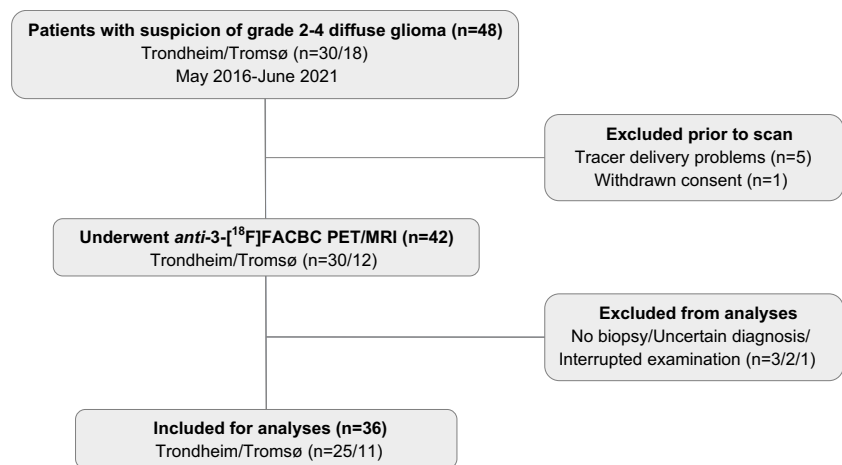 Patients with suspicion of grade 2-4 diffuse glioma (n=48)
Trondheim/Tromsø (n=30/18)
May 2016-June 2021
Excluded prior to scan
Tracer delivery problems (n=5)
Withdrawn consent (n=1)
Underwent anti-3-[¹⁸F]FACBC PET/MRI (n=42)
Trondheim/Tromsø (n=30/12)
Excluded from analyses
No biopsy/Uncertain diagnosis/
Interrupted examination (n=3/2/1)
Included for analyses (n=36)
Trondheim/Tromsø (n=25/11)